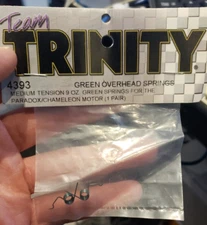 Team
TRINITY
4393 GREEN OVERHEAD SPRINGS
MEDIUM TENSION 9 OZ. GREEN SPRINGS FOR THE
PARADOX/CHAMELEON MOTOR (1 PAIR)